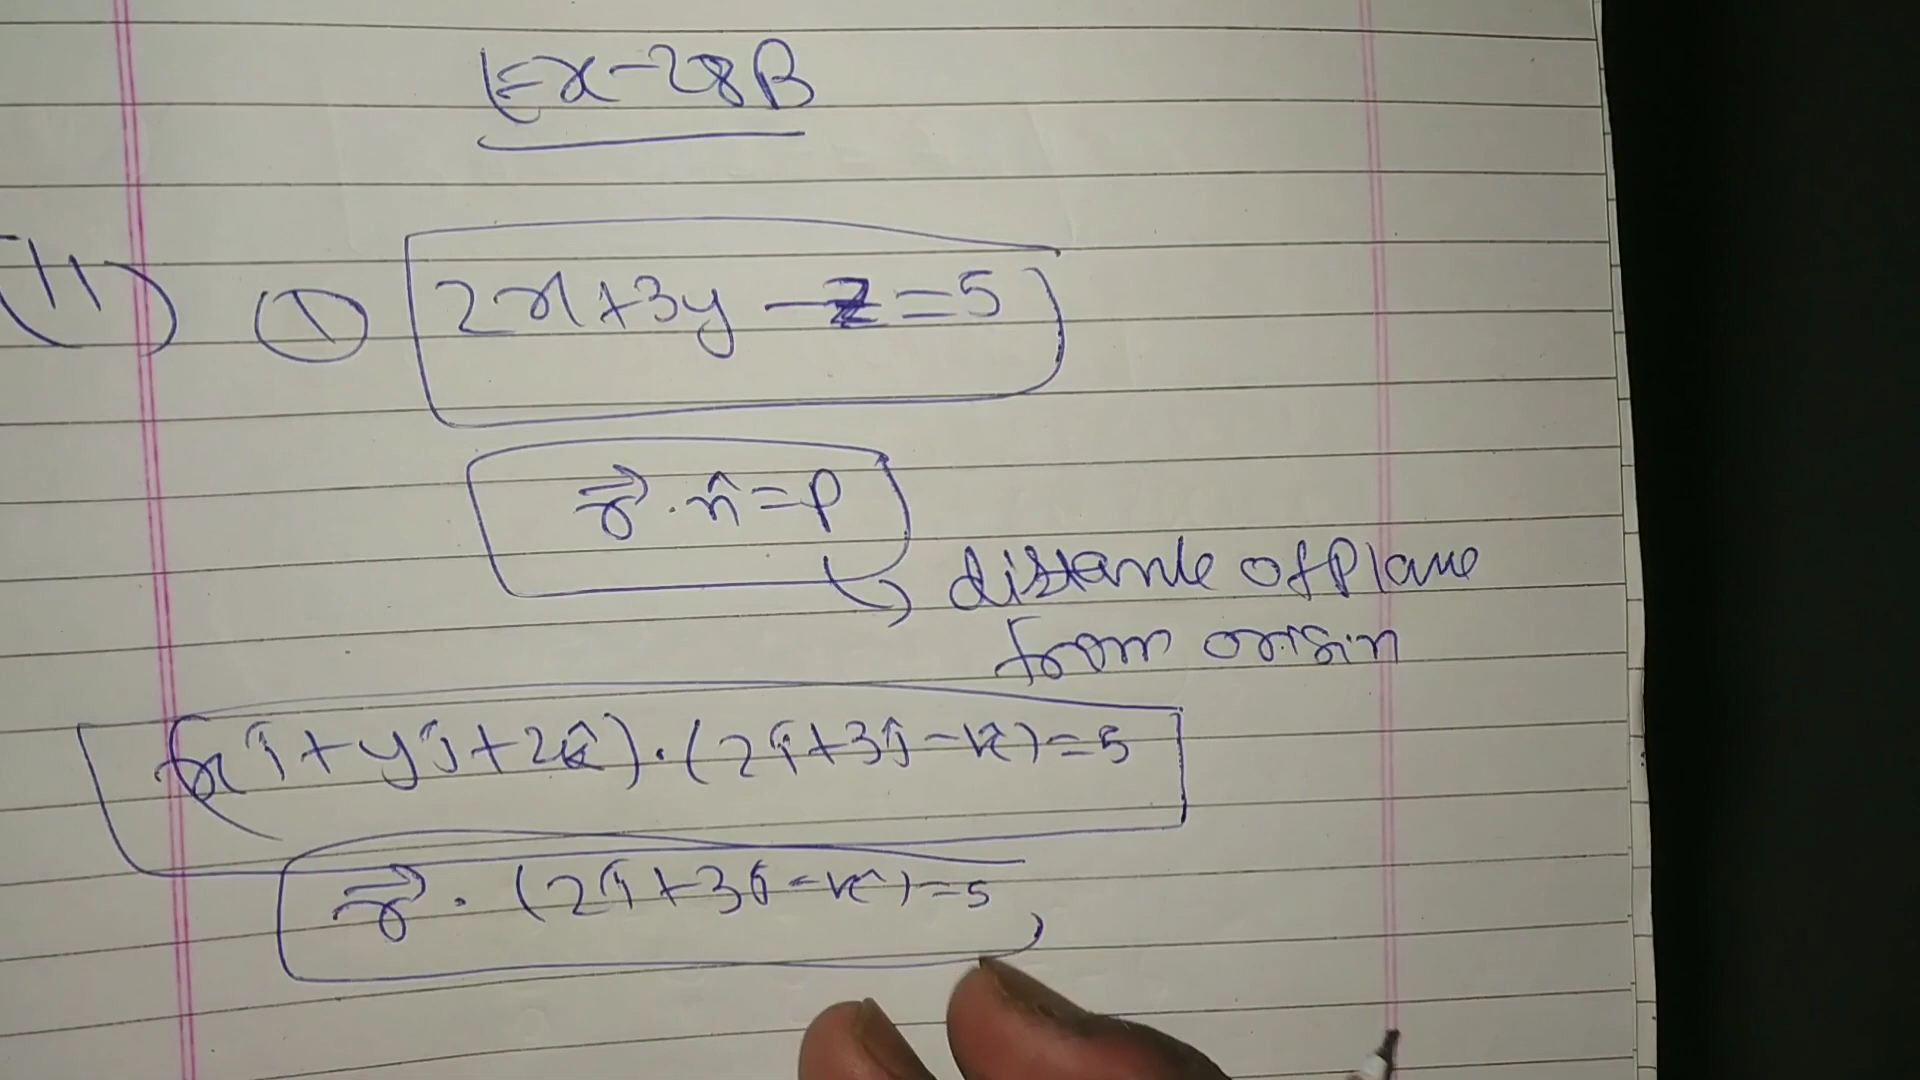 Ex-28B
(11) ① 2x+3y-z=5
r⃗.n̂=P
distance of Plane
from origin
(xî+yĵ+zk̂).(2î+3ĵ-k̂)=5
r⃗.(2î+3ĵ-k̂)=5